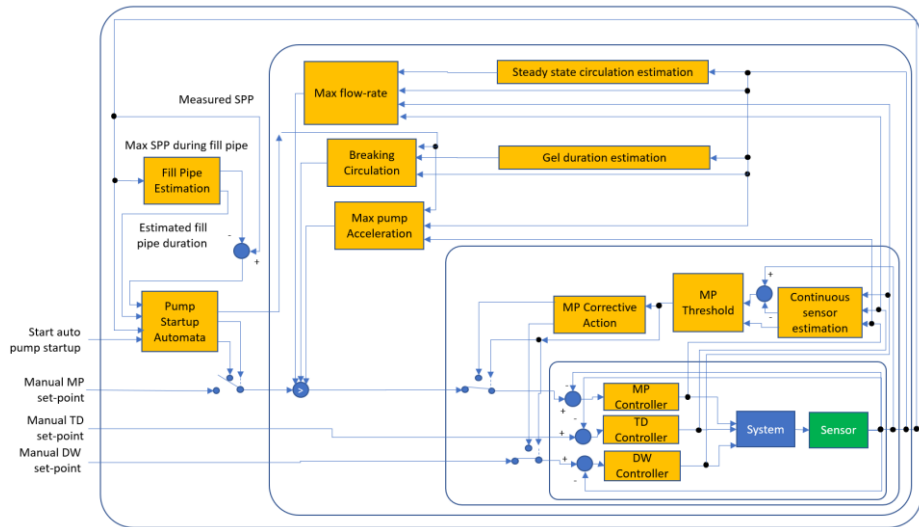 Steady state circulation estimation
Max flow-rate
Measured SPP
Max SPP during fill pipe
Breaking
Circulation
Gel duration estimation
Fill Pipe
Estimation
Max pump
Acceleration
Estimated fill
pipe duration
-
+
Pump
Startup
Automata
MP
Threshold
+
-
Continuous
sensor
estimation
MP Corrective
Action
Start auto
pump startup
Manual MP
set-point
>
-
+
MP
Controller
Manual TD
set-point
-
+
TD
Controller
System
Sensor
Manual DW
set-point
+
-
DW
Controller